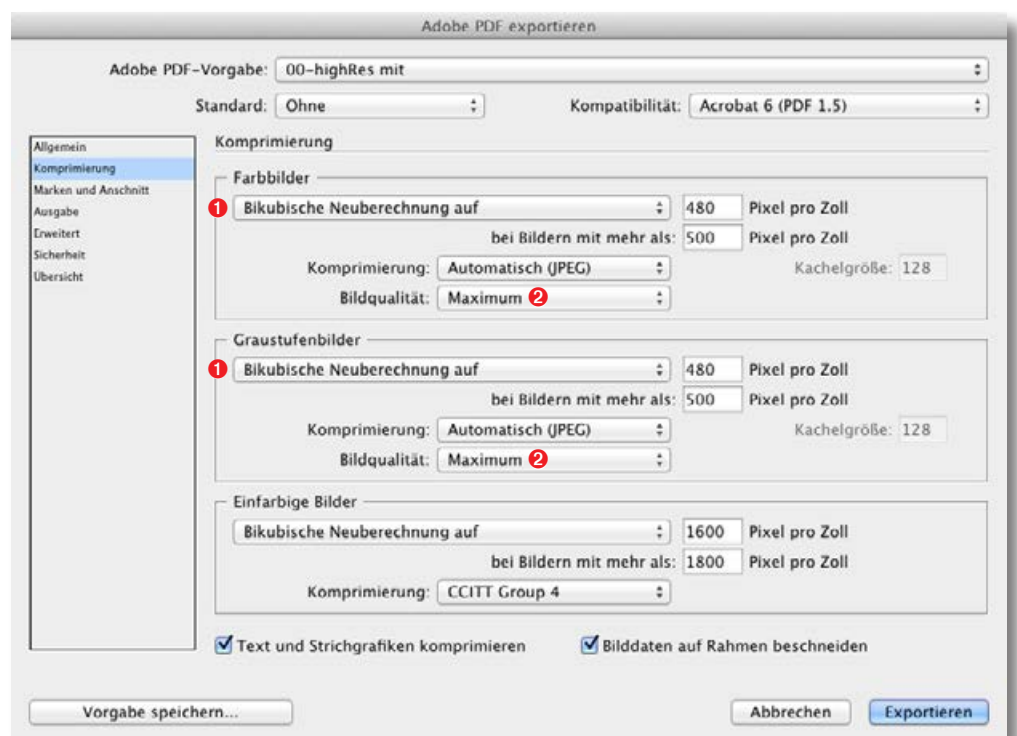 Adobe PDF exportieren
Adobe PDF-Vorgabe: 00-highRes mit
Standard: Ohne Kompatibilität: Acrobat 6 (PDF 1.5)
Allgemein
Komprimierung
Marken und Anschnitt
Ausgabe
Erweitert
Sicherheit
Übersicht
Komprimierung
Farbbilder
1 Bikubische Neuberechnung auf 480 Pixel pro Zoll
bei Bildern mit mehr als: 500 Pixel pro Zoll
Komprimierung: Automatisch (JPEG) Kachelgröße: 128
Bildqualität: Maximum 2
Graustufenbilder
1 Bikubische Neuberechnung auf 480 Pixel pro Zoll
bei Bildern mit mehr als: 500 Pixel pro Zoll
Komprimierung: Automatisch (JPEG) Kachelgröße: 128
Bildqualität: Maximum 2
Einfarbige Bilder
Bikubische Neuberechnung auf 1600 Pixel pro Zoll
bei Bildern mit mehr als: 1800 Pixel pro Zoll
Komprimierung: CCITT Group 4
Text und Strichgrafiken komprimieren Bilddaten auf Rahmen beschneiden
Vorgabe speichern... Abbrechen Exportieren